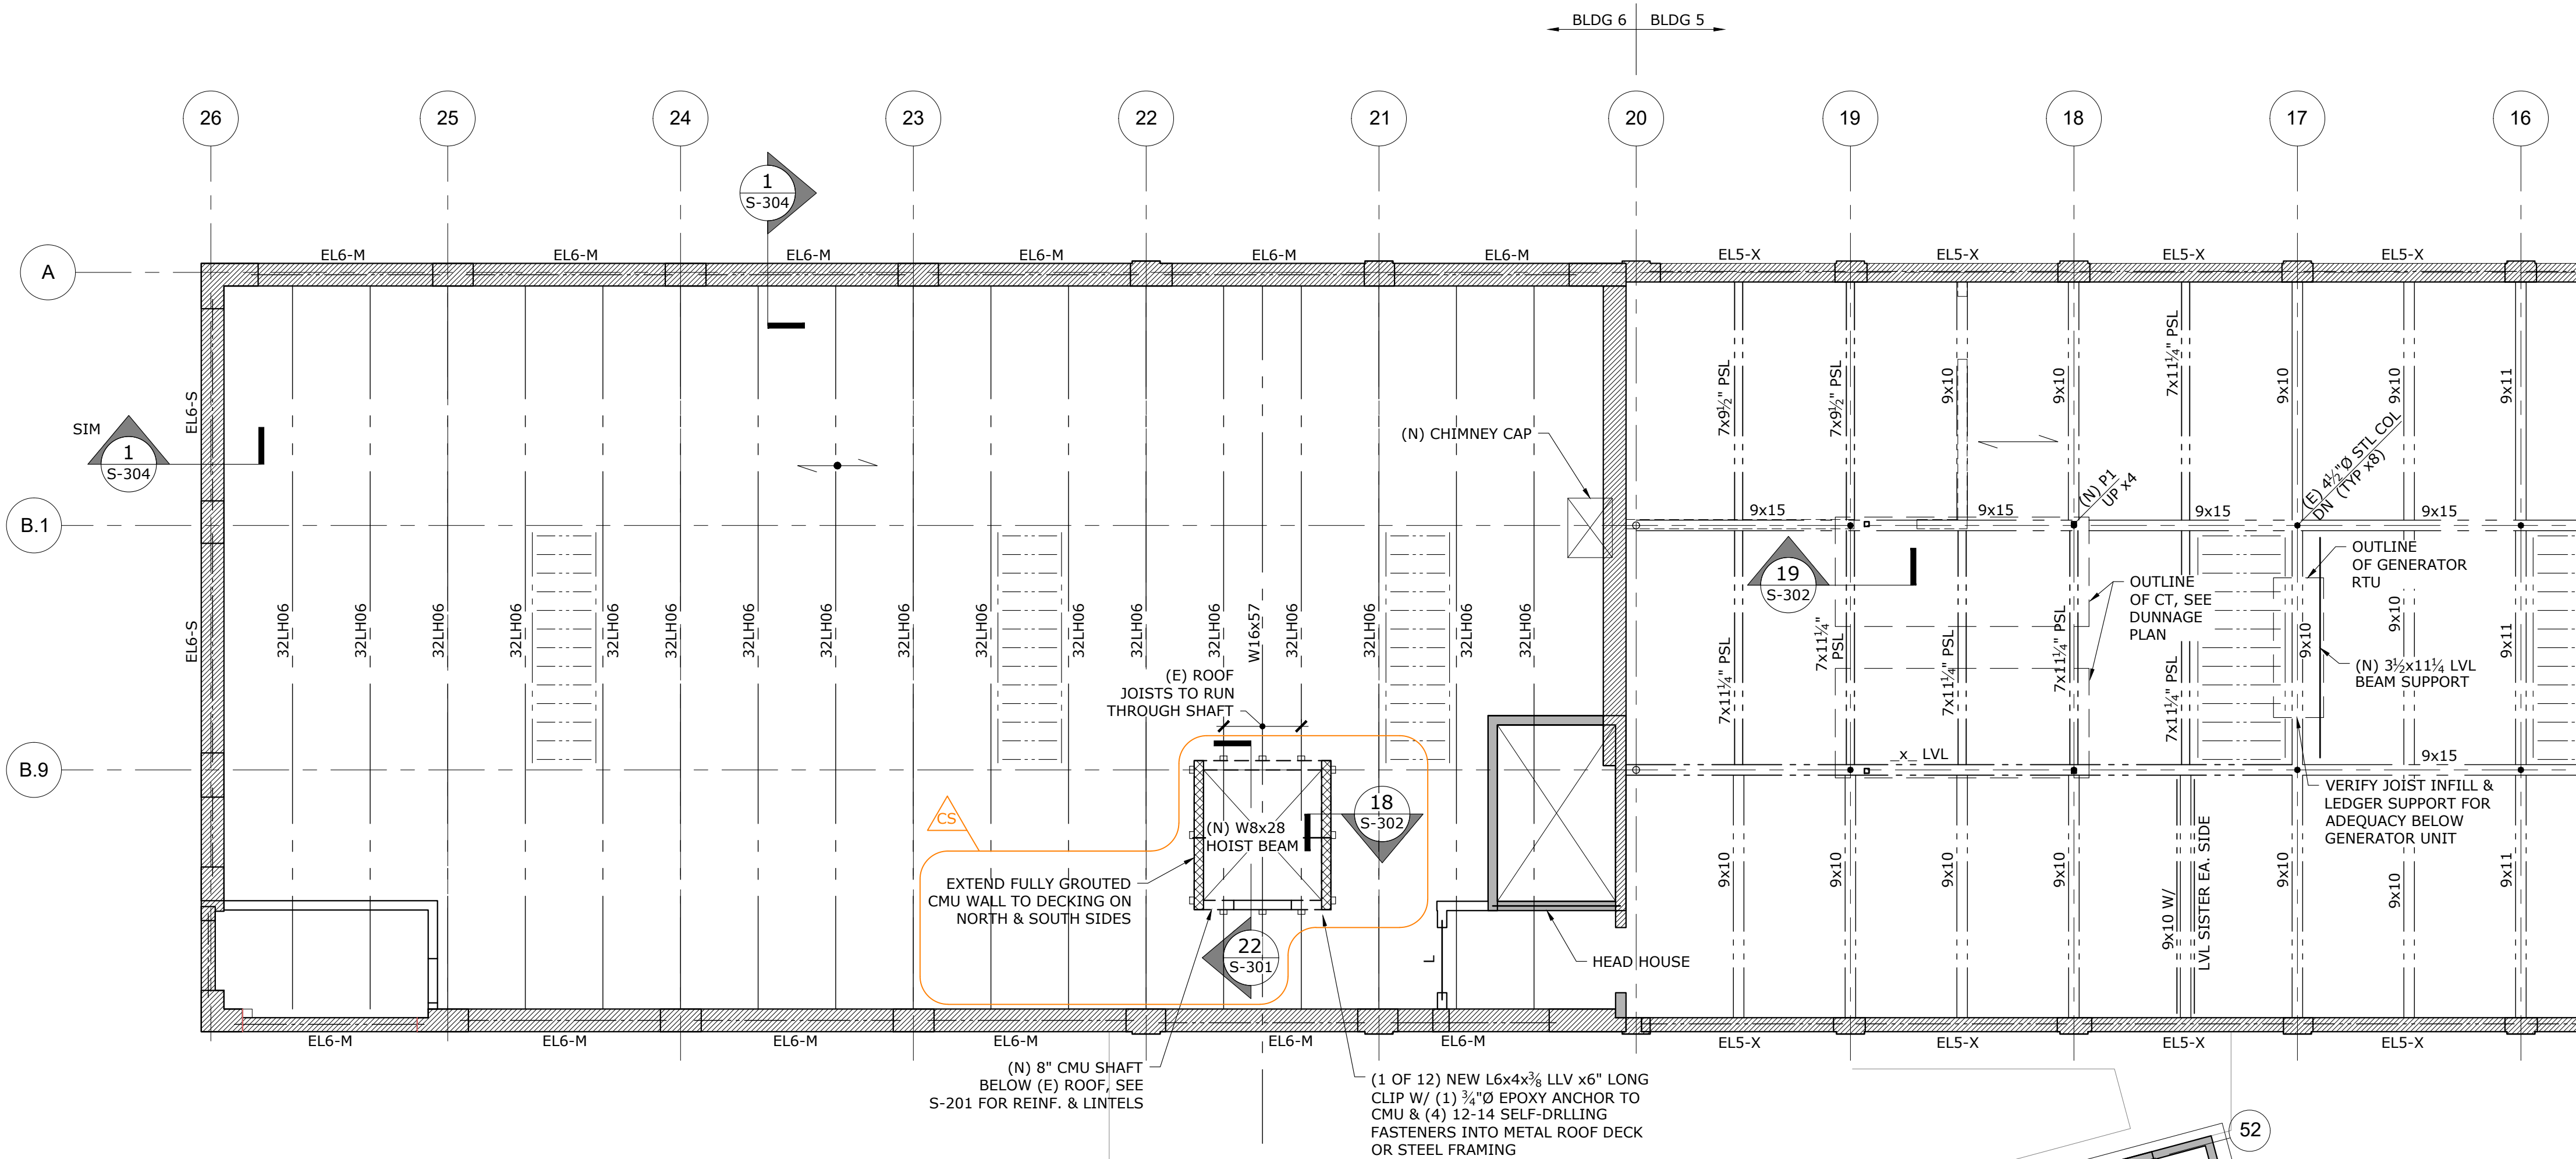 BLDG 6
BLDG 5
26
25
24
23
22
21
20
19
18
17
16
1
S-304
A
EL6-M
EL6-M
EL6-M
EL6-M
EL6-M
EL6-M
EL5-X
EL5-X
EL5-X
EL5-X
EL6-S
SIM
1
S-304
(N) CHIMNEY CAP
7x9½" PSL
7x9½" PSL
9x10
9x10
7x11¼" PSL
9x10
9x10
9x11
(E) 4½"Ø STL COL
DN (TYP x8)
(N) P1
UP x4
B.1
9x15
9x15
9x15
9x15
19
S-302
OUTLINE
OF GENERATOR
RTU
OUTLINE
OF CT, SEE
DUNNAGE
PLAN
EL6-S
32LH06
32LH06
32LH06
32LH06
32LH06
32LH06
32LH06
32LH06
32LH06
32LH06
32LH06
32LH06
32LH06
W16x57
32LH06
32LH06
32LH06
32LH06
7x11¼" PSL
7x11¼"
PSL
7x11¼" PSL
7x11¼" PSL
7x11¼" PSL
9x10
9x10
9x11
(N) 3½x11¼ LVL
BEAM SUPPORT
(E) ROOF
JOISTS TO RUN
THROUGH SHAFT
B.9
_x_ LVL
9x15
VERIFY JOIST INFILL &
LEDGER SUPPORT FOR
ADEQUACY BELOW
GENERATOR UNIT
CS
(N) W8x28
HOIST BEAM
18
S-302
EXTEND FULLY GROUTED
CMU WALL TO DECKING ON
NORTH & SOUTH SIDES
9x10
9x10
9x10
9x10
9x10 W/
LVL SISTER EA. SIDE
9x10
9x10
9x11
22
S-301
L
HEAD HOUSE
EL6-M
EL6-M
EL6-M
EL6-M
EL6-M
EL6-M
EL5-X
EL5-X
EL5-X
EL5-X
(N) 8" CMU SHAFT
BELOW (E) ROOF, SEE
S-201 FOR REINF. & LINTELS
(1 OF 12) NEW L6x4x⅜ LLV x6" LONG
CLIP W/ (1) ¾"Ø EPOXY ANCHOR TO
CMU & (4) 12-14 SELF-DRLLING
FASTENERS INTO METAL ROOF DECK
OR STEEL FRAMING
52